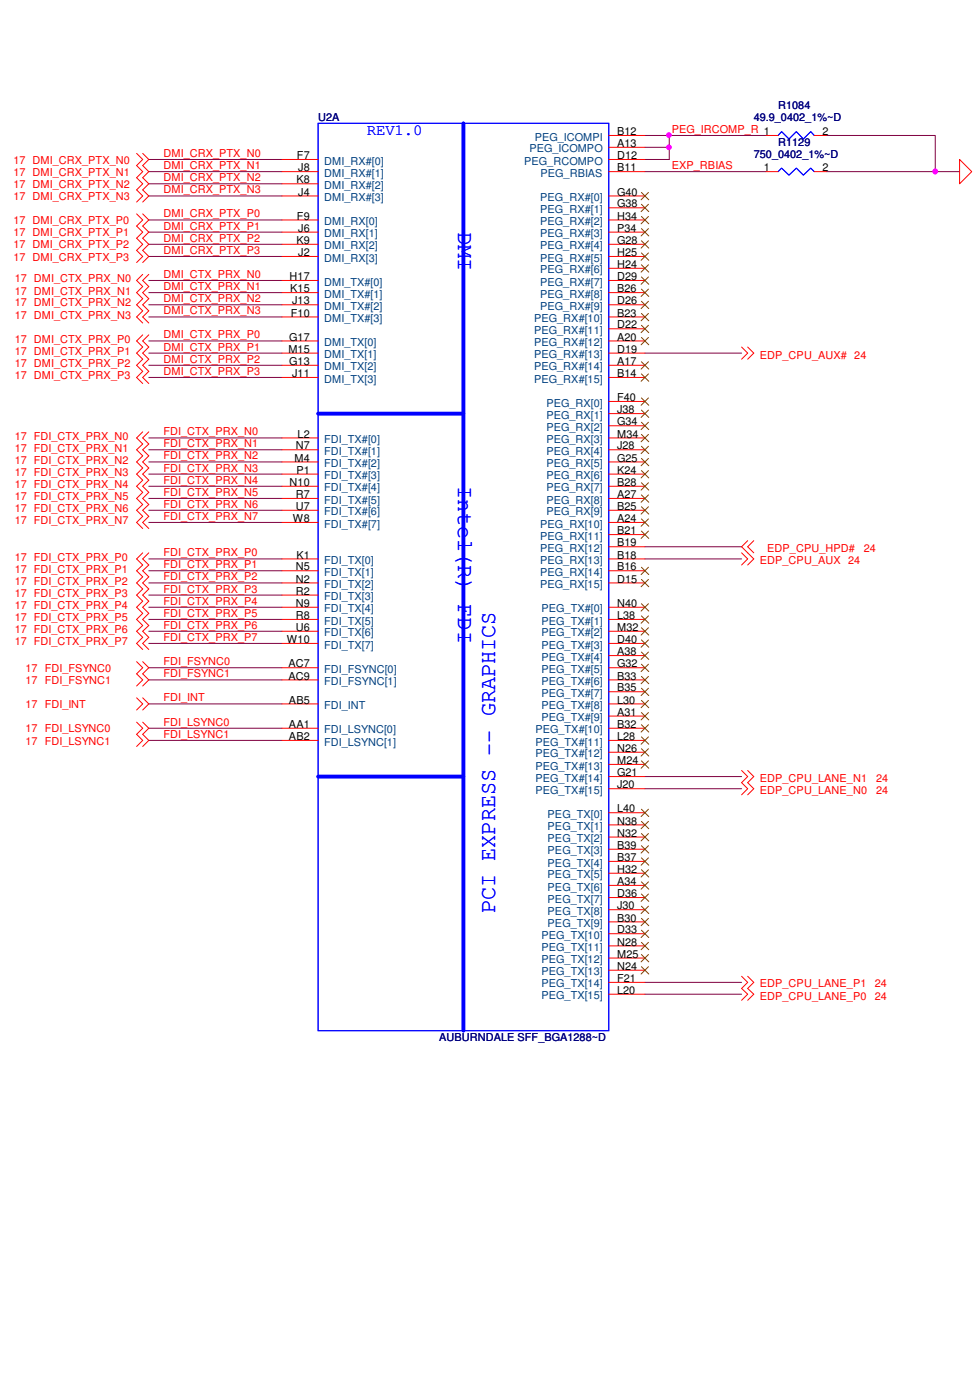 R1084
49.9_0402_1%~D
U2A
REV1.0
PEG_ICOMPI B12 PEG_IRCOMP_R 1 2
PEG_ICOMPO A13
R1129
PEG_RCOMPO D12
750_0402_1%~D
PEG_RBIAS B11 EXP_RBIAS 1 2
17 DMI_CRX_PTX_N0 DMI_CRX_PTX_N0 F7 DMI_RX#[0]
17 DMI_CRX_PTX_N1 DMI_CRX_PTX_N1 J8 DMI_RX#[1]
17 DMI_CRX_PTX_N2 DMI_CRX_PTX_N2 K8 DMI_RX#[2]
17 DMI_CRX_PTX_N3 DMI_CRX_PTX_N3 J4 DMI_RX#[3]
17 DMI_CRX_PTX_P0 DMI_CRX_PTX_P0 F9 DMI_RX[0]
17 DMI_CRX_PTX_P1 DMI_CRX_PTX_P1 J6 DMI_RX[1]
17 DMI_CRX_PTX_P2 DMI_CRX_PTX_P2 K9 DMI_RX[2]
17 DMI_CRX_PTX_P3 DMI_CRX_PTX_P3 J2 DMI_RX[3]
17 DMI_CTX_PRX_N0 DMI_CTX_PRX_N0 H17 DMI_TX#[0]
17 DMI_CTX_PRX_N1 DMI_CTX_PRX_N1 K15 DMI_TX#[1]
17 DMI_CTX_PRX_N2 DMI_CTX_PRX_N2 J13 DMI_TX#[2]
17 DMI_CTX_PRX_N3 DMI_CTX_PRX_N3 F10 DMI_TX#[3]
17 DMI_CTX_PRX_P0 DMI_CTX_PRX_P0 G17 DMI_TX[0]
17 DMI_CTX_PRX_P1 DMI_CTX_PRX_P1 M15 DMI_TX[1]
17 DMI_CTX_PRX_P2 DMI_CTX_PRX_P2 G13 DMI_TX[2]
17 DMI_CTX_PRX_P3 DMI_CTX_PRX_P3 J11 DMI_TX[3]
DMI
17 FDI_CTX_PRX_N0 FDI_CTX_PRX_N0 L2 FDI_TX#[0]
17 FDI_CTX_PRX_N1 FDI_CTX_PRX_N1 N7 FDI_TX#[1]
17 FDI_CTX_PRX_N2 FDI_CTX_PRX_N2 M4 FDI_TX#[2]
17 FDI_CTX_PRX_N3 FDI_CTX_PRX_N3 P1 FDI_TX#[3]
17 FDI_CTX_PRX_N4 FDI_CTX_PRX_N4 N10 FDI_TX#[4]
17 FDI_CTX_PRX_N5 FDI_CTX_PRX_N5 R7 FDI_TX#[5]
17 FDI_CTX_PRX_N6 FDI_CTX_PRX_N6 U7 FDI_TX#[6]
17 FDI_CTX_PRX_N7 FDI_CTX_PRX_N7 W8 FDI_TX#[7]
17 FDI_CTX_PRX_P0 FDI_CTX_PRX_P0 K1 FDI_TX[0]
17 FDI_CTX_PRX_P1 FDI_CTX_PRX_P1 N5 FDI_TX[1]
17 FDI_CTX_PRX_P2 FDI_CTX_PRX_P2 N2 FDI_TX[2]
17 FDI_CTX_PRX_P3 FDI_CTX_PRX_P3 R2 FDI_TX[3]
17 FDI_CTX_PRX_P4 FDI_CTX_PRX_P4 N9 FDI_TX[4]
17 FDI_CTX_PRX_P5 FDI_CTX_PRX_P5 R8 FDI_TX[5]
17 FDI_CTX_PRX_P6 FDI_CTX_PRX_P6 U6 FDI_TX[6]
17 FDI_CTX_PRX_P7 FDI_CTX_PRX_P7 W10 FDI_TX[7]
17 FDI_FSYNC0 FDI_FSYNC0 AC7 FDI_FSYNC[0]
17 FDI_FSYNC1 FDI_FSYNC1 AC9 FDI_FSYNC[1]
17 FDI_INT FDI_INT AB5 FDI_INT
17 FDI_LSYNC0 FDI_LSYNC0 AA1 FDI_LSYNC[0]
17 FDI_LSYNC1 FDI_LSYNC1 AB2 FDI_LSYNC[1]
Intel(R) FDI
PCI EXPRESS -- GRAPHICS
PEG_RX#[0] G40
PEG_RX#[1] G38
PEG_RX#[2] H34
PEG_RX#[3] P34
PEG_RX#[4] G28
PEG_RX#[5] H25
PEG_RX#[6] H24
PEG_RX#[7] D29
PEG_RX#[8] B26
PEG_RX#[9] D26
PEG_RX#[10] B23
PEG_RX#[11] D22
PEG_RX#[12] A20
PEG_RX#[13] D19 EDP_CPU_AUX# 24
PEG_RX#[14] A17
PEG_RX#[15] B14
PEG_RX[0] F40
PEG_RX[1] J38
PEG_RX[2] G34
PEG_RX[3] M34
PEG_RX[4] J28
PEG_RX[5] G25
PEG_RX[6] K24
PEG_RX[7] B28
PEG_RX[8] A27
PEG_RX[9] B25
PEG_RX[10] A24
PEG_RX[11] B21
PEG_RX[12] B19 EDP_CPU_HPD# 24
PEG_RX[13] B18 EDP_CPU_AUX 24
PEG_RX[14] B16
PEG_RX[15] D15
PEG_TX#[0] N40
PEG_TX#[1] L38
PEG_TX#[2] M32
PEG_TX#[3] D40
PEG_TX#[4] A38
PEG_TX#[5] G32
PEG_TX#[6] B33
PEG_TX#[7] B35
PEG_TX#[8] L30
PEG_TX#[9] A31
PEG_TX#[10] B32
PEG_TX#[11] L28
PEG_TX#[12] N26
PEG_TX#[13] M24
PEG_TX#[14] G21 EDP_CPU_LANE_N1 24
PEG_TX#[15] J20 EDP_CPU_LANE_N0 24
PEG_TX[0] L40
PEG_TX[1] N38
PEG_TX[2] N32
PEG_TX[3] B39
PEG_TX[4] B37
PEG_TX[5] H32
PEG_TX[6] A34
PEG_TX[7] D36
PEG_TX[8] J30
PEG_TX[9] B30
PEG_TX[10] D33
PEG_TX[11] N28
PEG_TX[12] M25
PEG_TX[13] N24
PEG_TX[14] F21 EDP_CPU_LANE_P1 24
PEG_TX[15] L20 EDP_CPU_LANE_P0 24
AUBURNDALE SFF_BGA1288~D